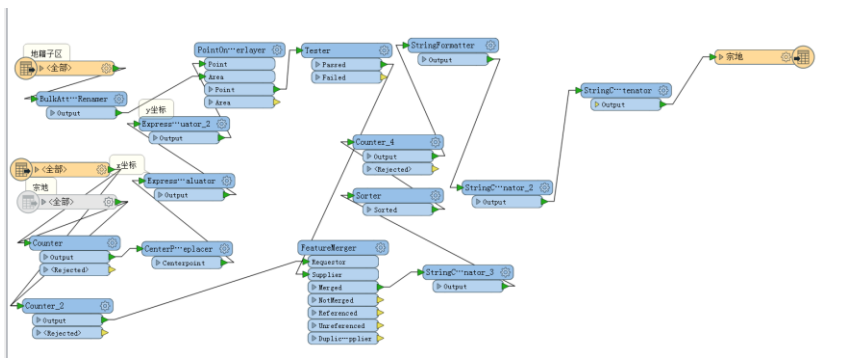 地籍子区
<全部>
BulkAtt···Renamer
Output
y坐标
Express···uator_2
Output
PointOn···erlayer
Point
Area
Point
Area
Tester
Passed
Failed
StringFormatter
Output
StringC···tenator
Output
宗地
<全部>
宗地
<全部>
x坐标
Express···aluator
Output
Counter
Output
<Rejected>
CenterP···eplacer
Centerpoint
Counter_2
Output
<Rejected>
Counter_4
Output
<Rejected>
Sorter
Sorted
StringC···nator_2
Output
FeatureMerger
Requestor
Supplier
Merged
NotMerged
Referenced
Unreferenced
Duplic···pplier
StringC···nator_3
Output